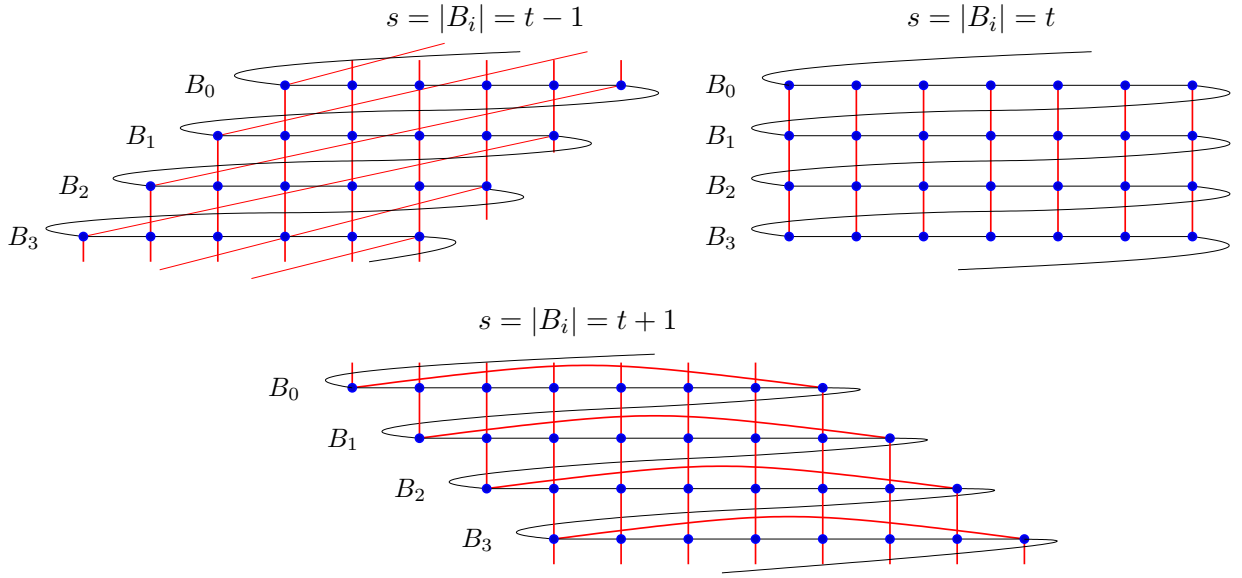 s = |B_i| = t − 1
B_0
B_1
B_2
B_3
s = |B_i| = t
B_0
B_1
B_2
B_3
s = |B_i| = t + 1
B_0
B_1
B_2
B_3